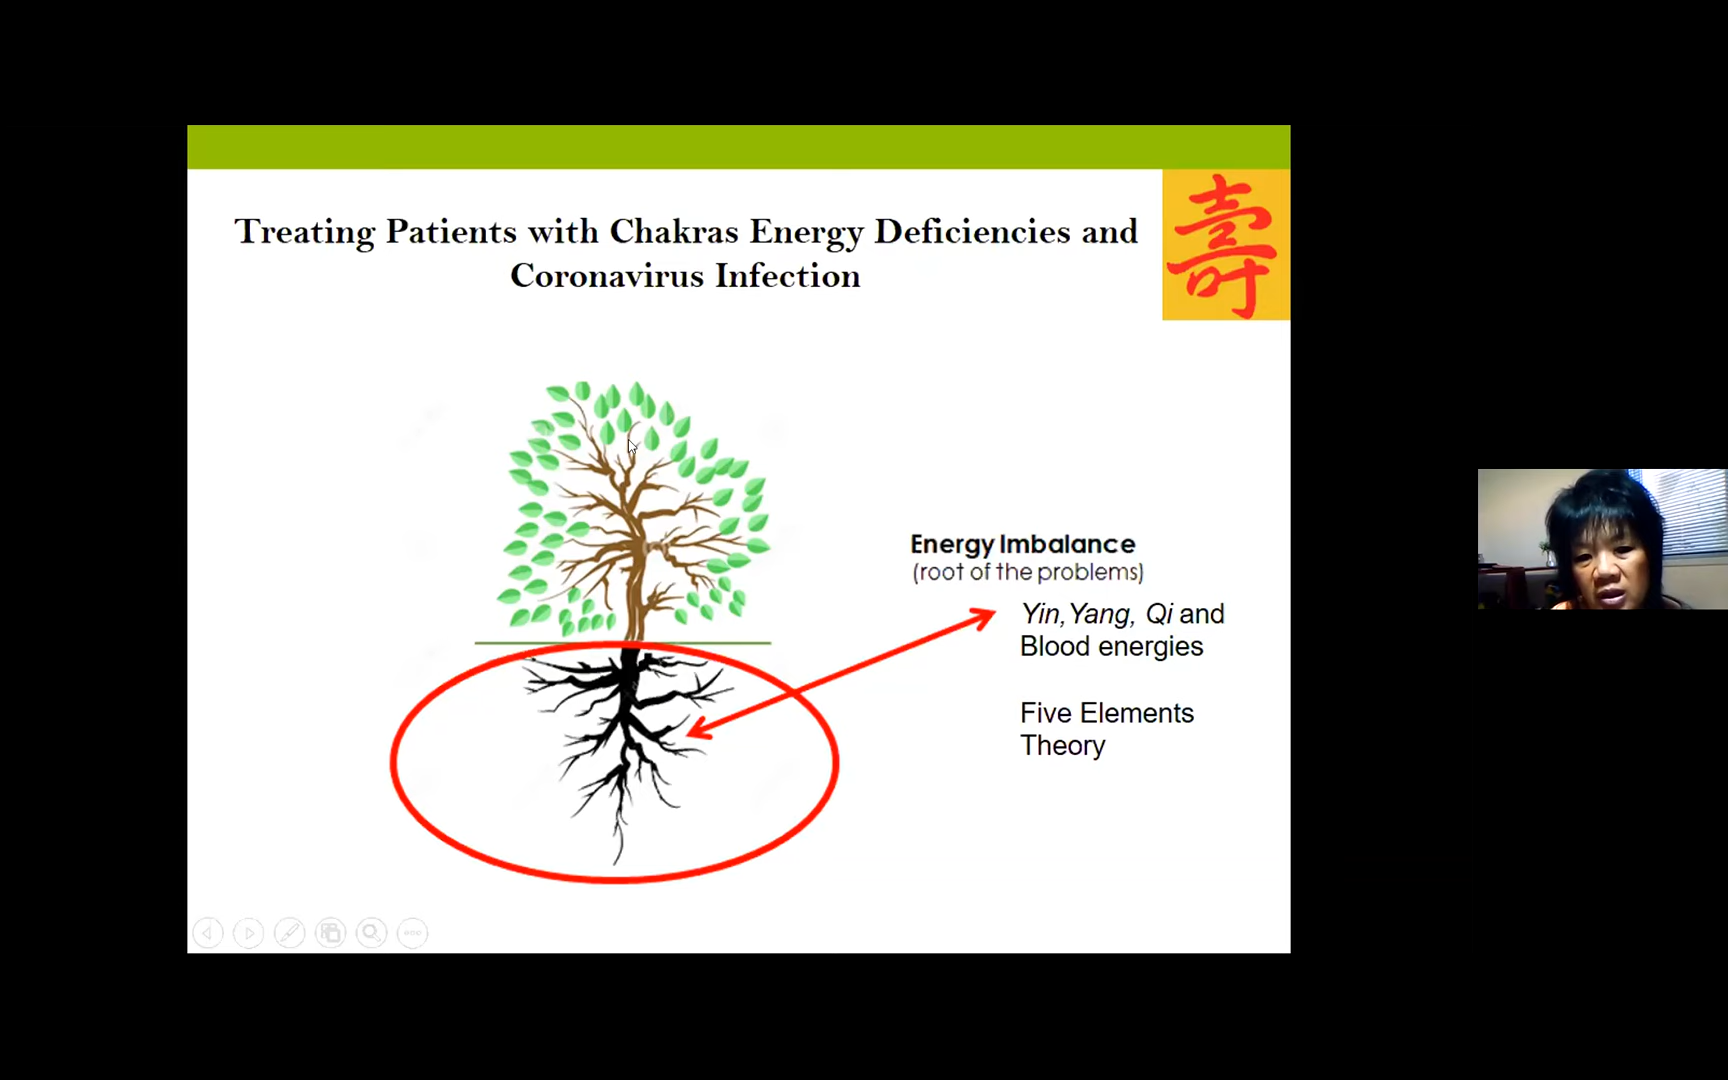 Treating Patients with Chakras Energy Deficiencies and
Coronavirus Infection
壽
Energy Imbalance
(root of the problems)
Yin, Yang, Qi and
Blood energies
Five Elements
Theory